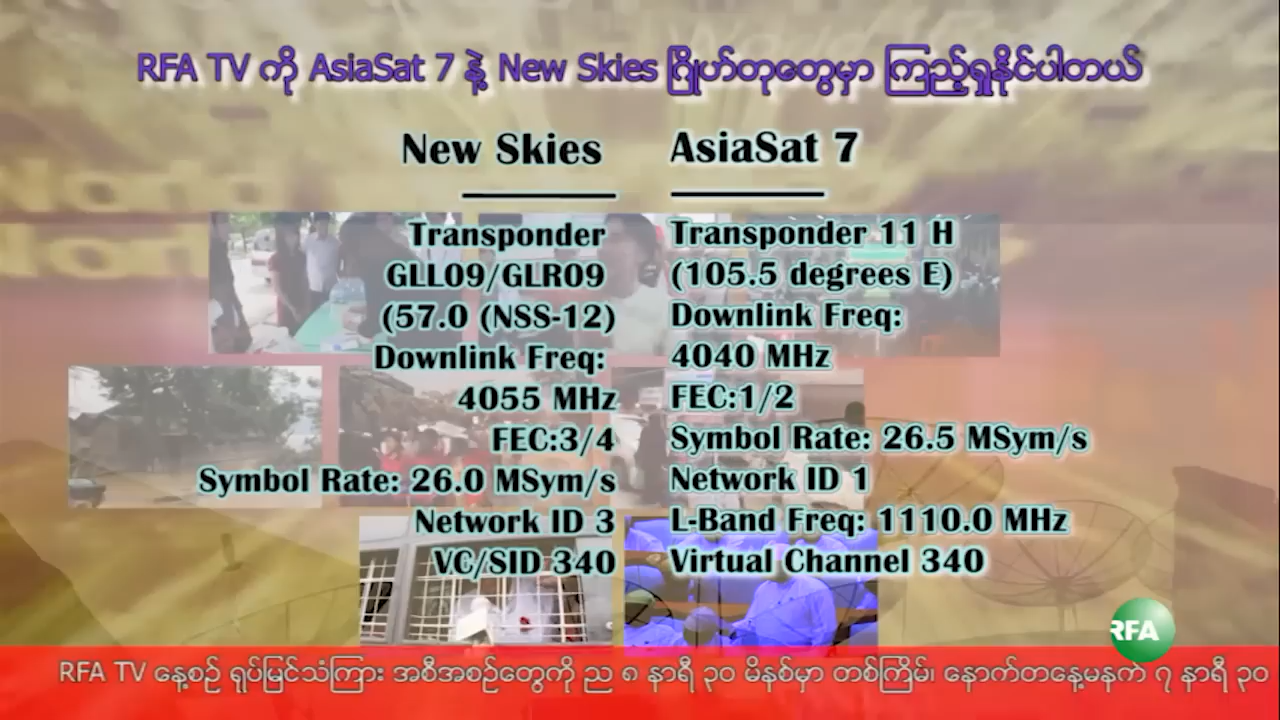 RFA TV ကို AsiaSat 7 နဲ့ New Skies ဂြိုဟ်တုတွေမှာ ကြည့်ရှုနိုင်ပါတယ်
New Skies
Transponder
GLL09/GLR09
(57.0 (NSS-12)
Downlink Freq:
4055 MHz
FEC:3/4
Symbol Rate: 26.0 MSym/s
Network ID 3
VC/SID 340
AsiaSat 7
Transponder 11 H
(105.5 degrees E)
Downlink Freq:
4040 MHz
FEC:1/2
Symbol Rate: 26.5 MSym/s
Network ID 1
L-Band Freq: 1110.0 MHz
Virtual Channel 340
RFA
RFA TV နေ့စဉ် ရုပ်မြင်သံကြား အစီအစဉ်တွေကို ည ၈ နာရီ ၃၀ မိနစ်မှာ တစ်ကြိမ်၊ နောက်တနေ့မနက် ၇ နာရီ ၃၀